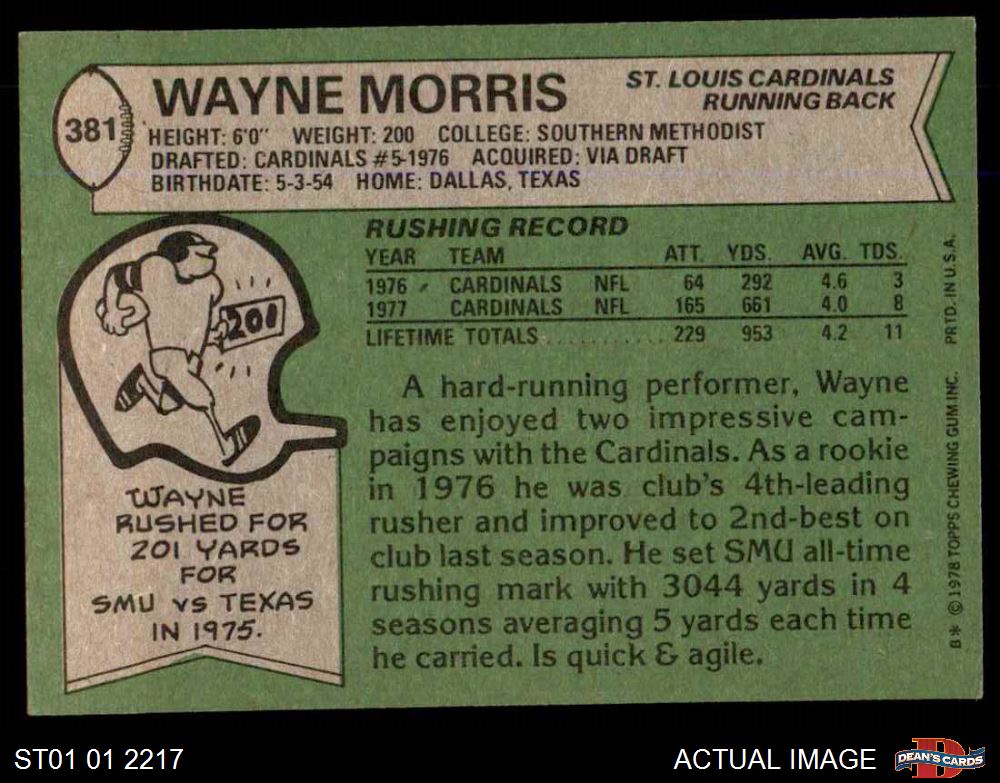 381
WAYNE MORRIS
ST. LOUIS CARDINALS
RUNNING BACK
HEIGHT: 6'0" WEIGHT: 200 COLLEGE: SOUTHERN METHODIST
DRAFTED: CARDINALS #5-1976 ACQUIRED: VIA DRAFT
BIRTHDATE: 5-3-54 HOME: DALLAS, TEXAS
201
WAYNE
RUSHED FOR
201 YARDS
FOR
SMU VS TEXAS
IN 1975.
RUSHING RECORD
YEAR TEAM ATT. YDS. AVG. TDS.
1976 CARDINALS NFL 64 292 4.6 3
1977 CARDINALS NFL 165 661 4.0 8
LIFETIME TOTALS............ 229 953 4.2 11
A hard-running performer, Wayne
has enjoyed two impressive cam-
paigns with the Cardinals. As a rookie
in 1976 he was club's 4th-leading
rusher and improved to 2nd-best on
club last season. He set SMU all-time
rushing mark with 3044 yards in 4
seasons averaging 5 yards each time
he carried. Is quick & agile.
B* © 1978 TOPPS CHEWING GUM INC. PRTD. IN U.S.A.
ST01 01 2217
ACTUAL IMAGE
D
DEAN'S CARDS